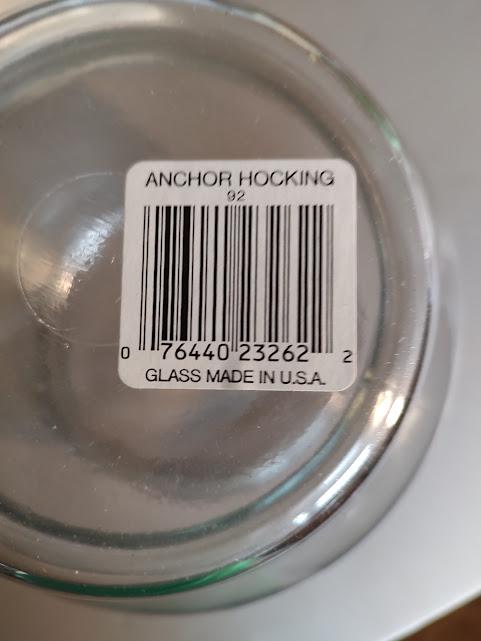 ANCHOR HOCKING
92
0 76440 23262 2
GLASS MADE IN U.S.A.